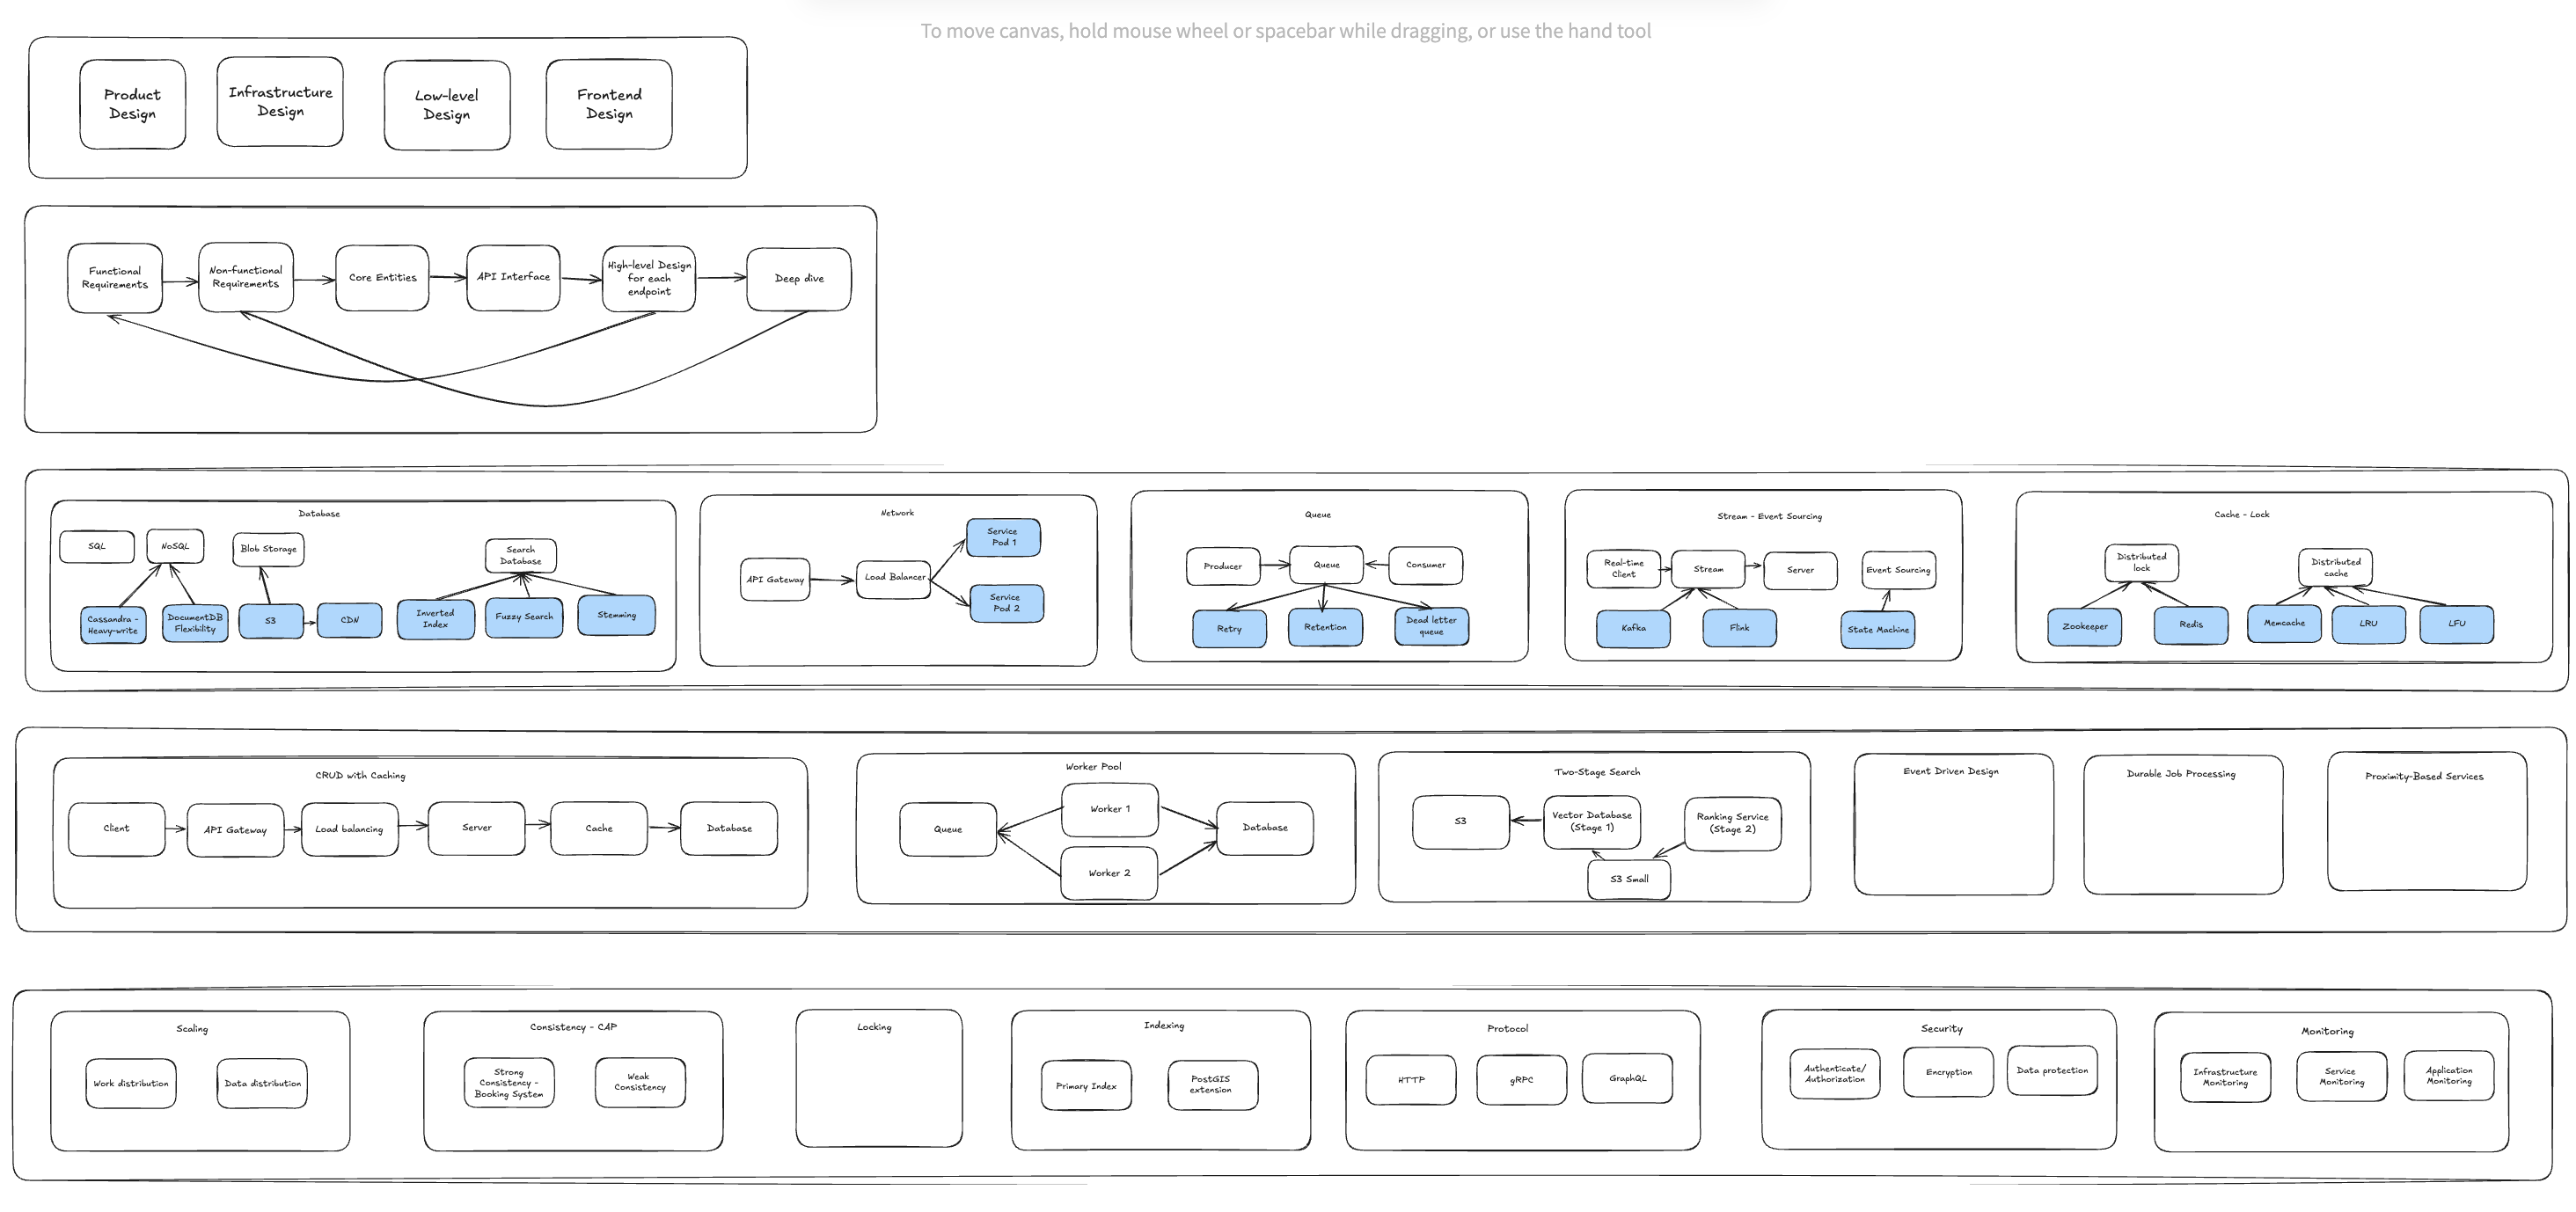 To move canvas, hold mouse wheel or spacebar while dragging, or use the hand tool
Product
Design
Infrastructure
Design
Low-level
Design
Frontend
Design
Functional
Requirements
Non-functional
Requirements
Core Entities
API Interface
High-level Design
for each
endpoint
Deep dive
Database
SQL
NoSQL
Blob Storage
Search
Database
Cassandra -
Heavy-write
DocumentDB
Flexibility
S3
CDN
Inverted
Index
Fuzzy Search
Stemming
Network
API Gateway
Load Balancer
Service
Pod 1
Service
Pod 2
Queue
Producer
Queue
Consumer
Retry
Retention
Dead letter
queue
Stream - Event Sourcing
Real-time
Client
Stream
Server
Event Sourcing
Kafka
Flink
State Machine
Cache - Lock
Distributed
lock
Distributed
cache
Zookeeper
Redis
Memcache
LRU
LFU
CRUD with Caching
Client
API Gateway
Load balancing
Server
Cache
Database
Worker Pool
Queue
Worker 1
Worker 2
Database
Two-Stage Search
S3
Vector Database
(Stage 1)
Ranking Service
(Stage 2)
S3 Small
Event Driven Design
Durable Job Processing
Proximity-Based Services
Scaling
Work distribution
Data distribution
Consistency - CAP
Strong
Consistency -
Booking System
Weak
Consistency
Locking
Indexing
Primary Index
PostGIS
extension
Protocol
HTTP
gRPC
GraphQL
Security
Authenticate/
Authorization
Encryption
Data protection
Monitoring
Infrastructure
Monitoring
Service
Monitoring
Application
Monitoring